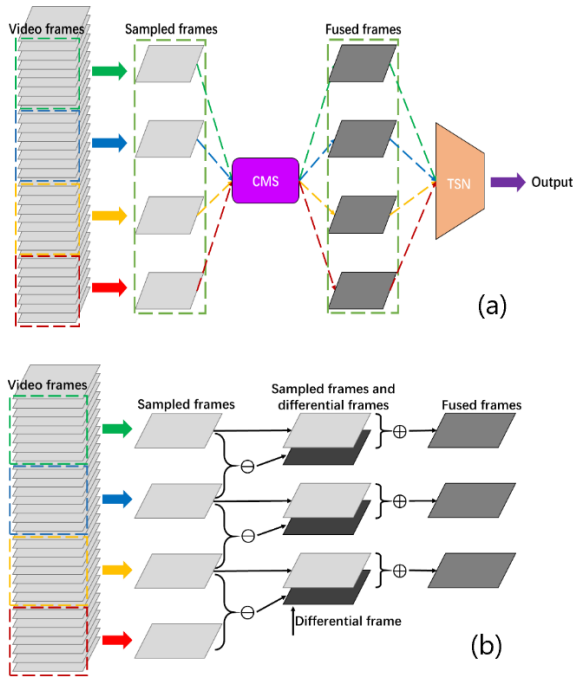 Video frames
Sampled frames
Fused frames
CMS
TSN
Output
(a)
Video frames
Sampled frames
Sampled frames and
differential frames
Fused frames
Differential frame
(b)